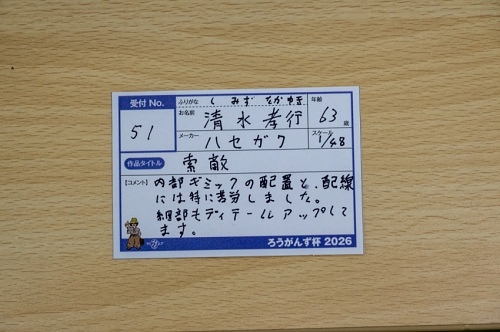 受付 No.
51
ふりがな しみず たかゆき
お名前 清水孝行
年齢 63 歳
メーカー ハセガワ
スケール 1/48
作品タイトル 索敵
【コメント】 内部ギミックの配置と、配線
には特に苦労しました。
細部もディテールアップして
ます。
ろうがんず杯 2026